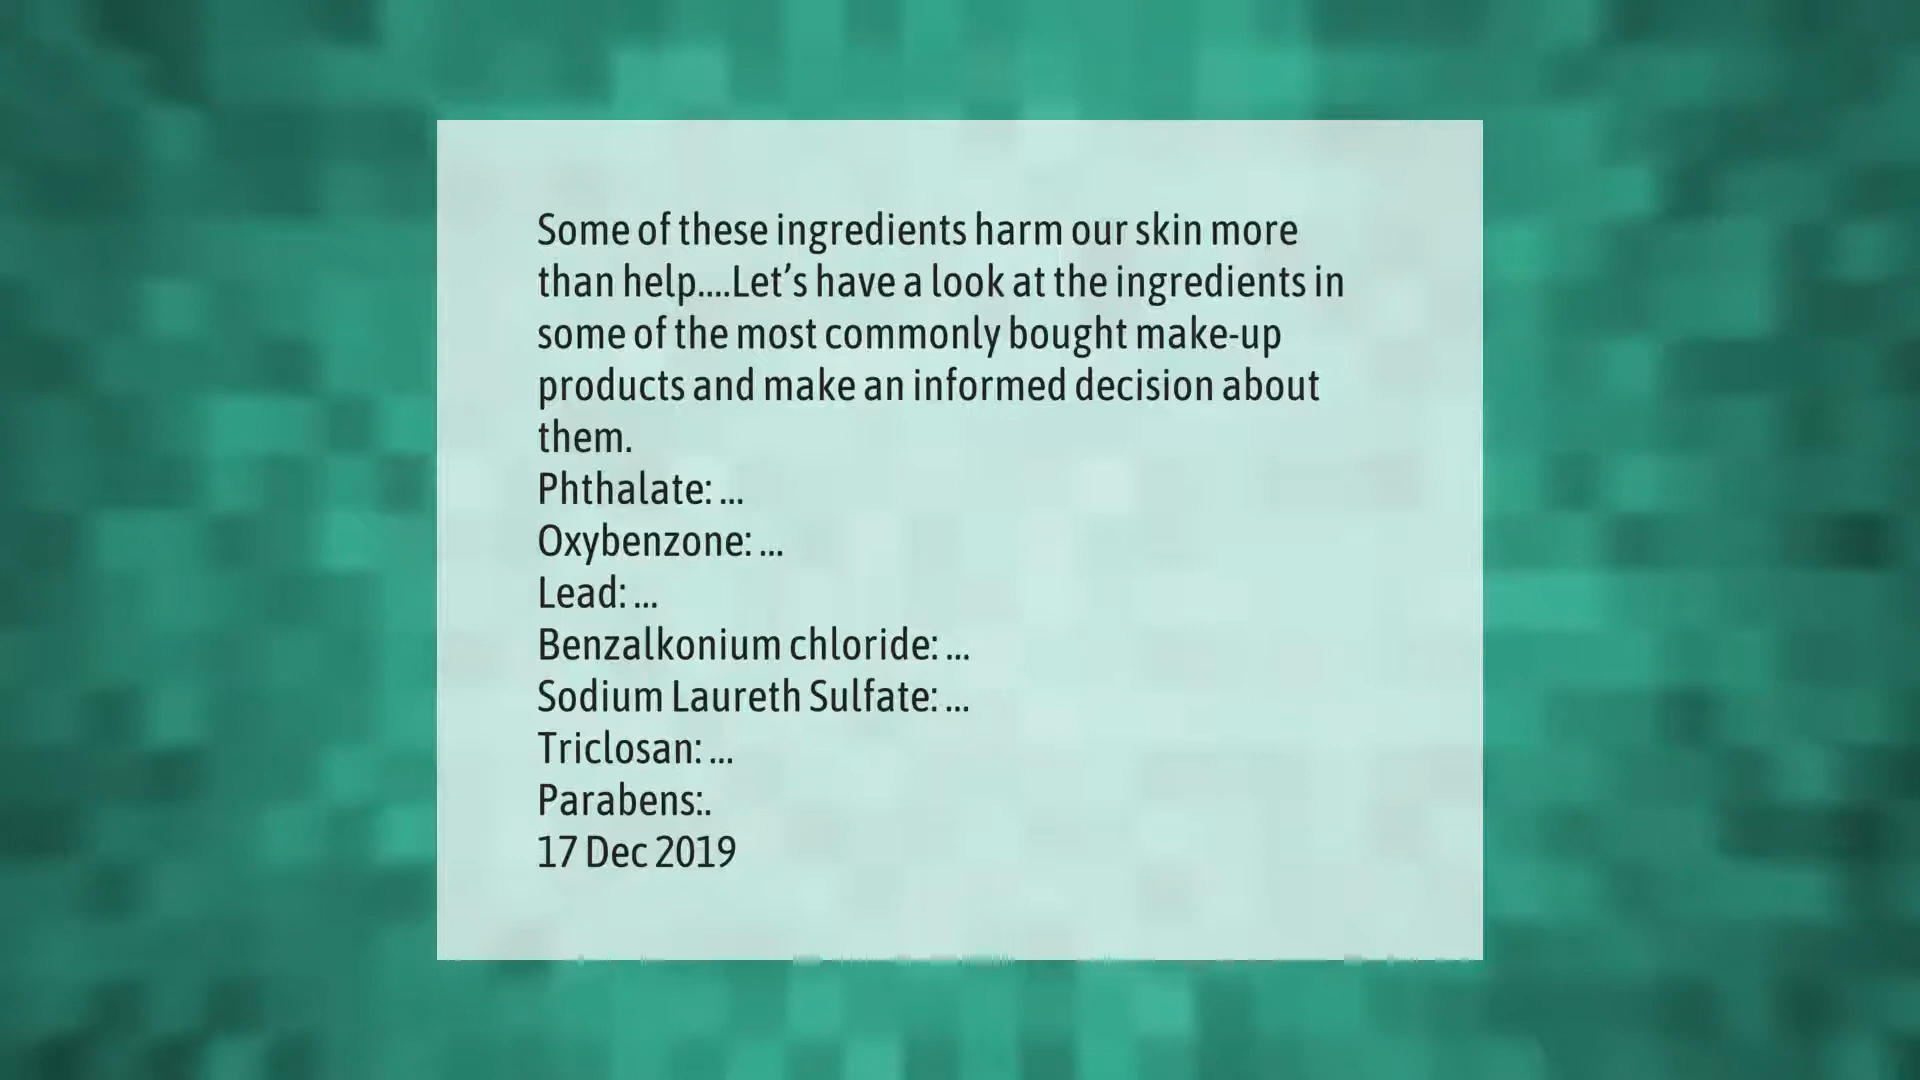 Some of these ingredients harm our skin more
than help....Let’s have a look at the ingredients in
some of the most commonly bought make-up
products and make an informed decision about
them.
Phthalate: ...
Oxybenzone: ...
Lead: ...
Benzalkonium chloride: ...
Sodium Laureth Sulfate: ...
Triclosan: ...
Parabens:.
17 Dec 2019